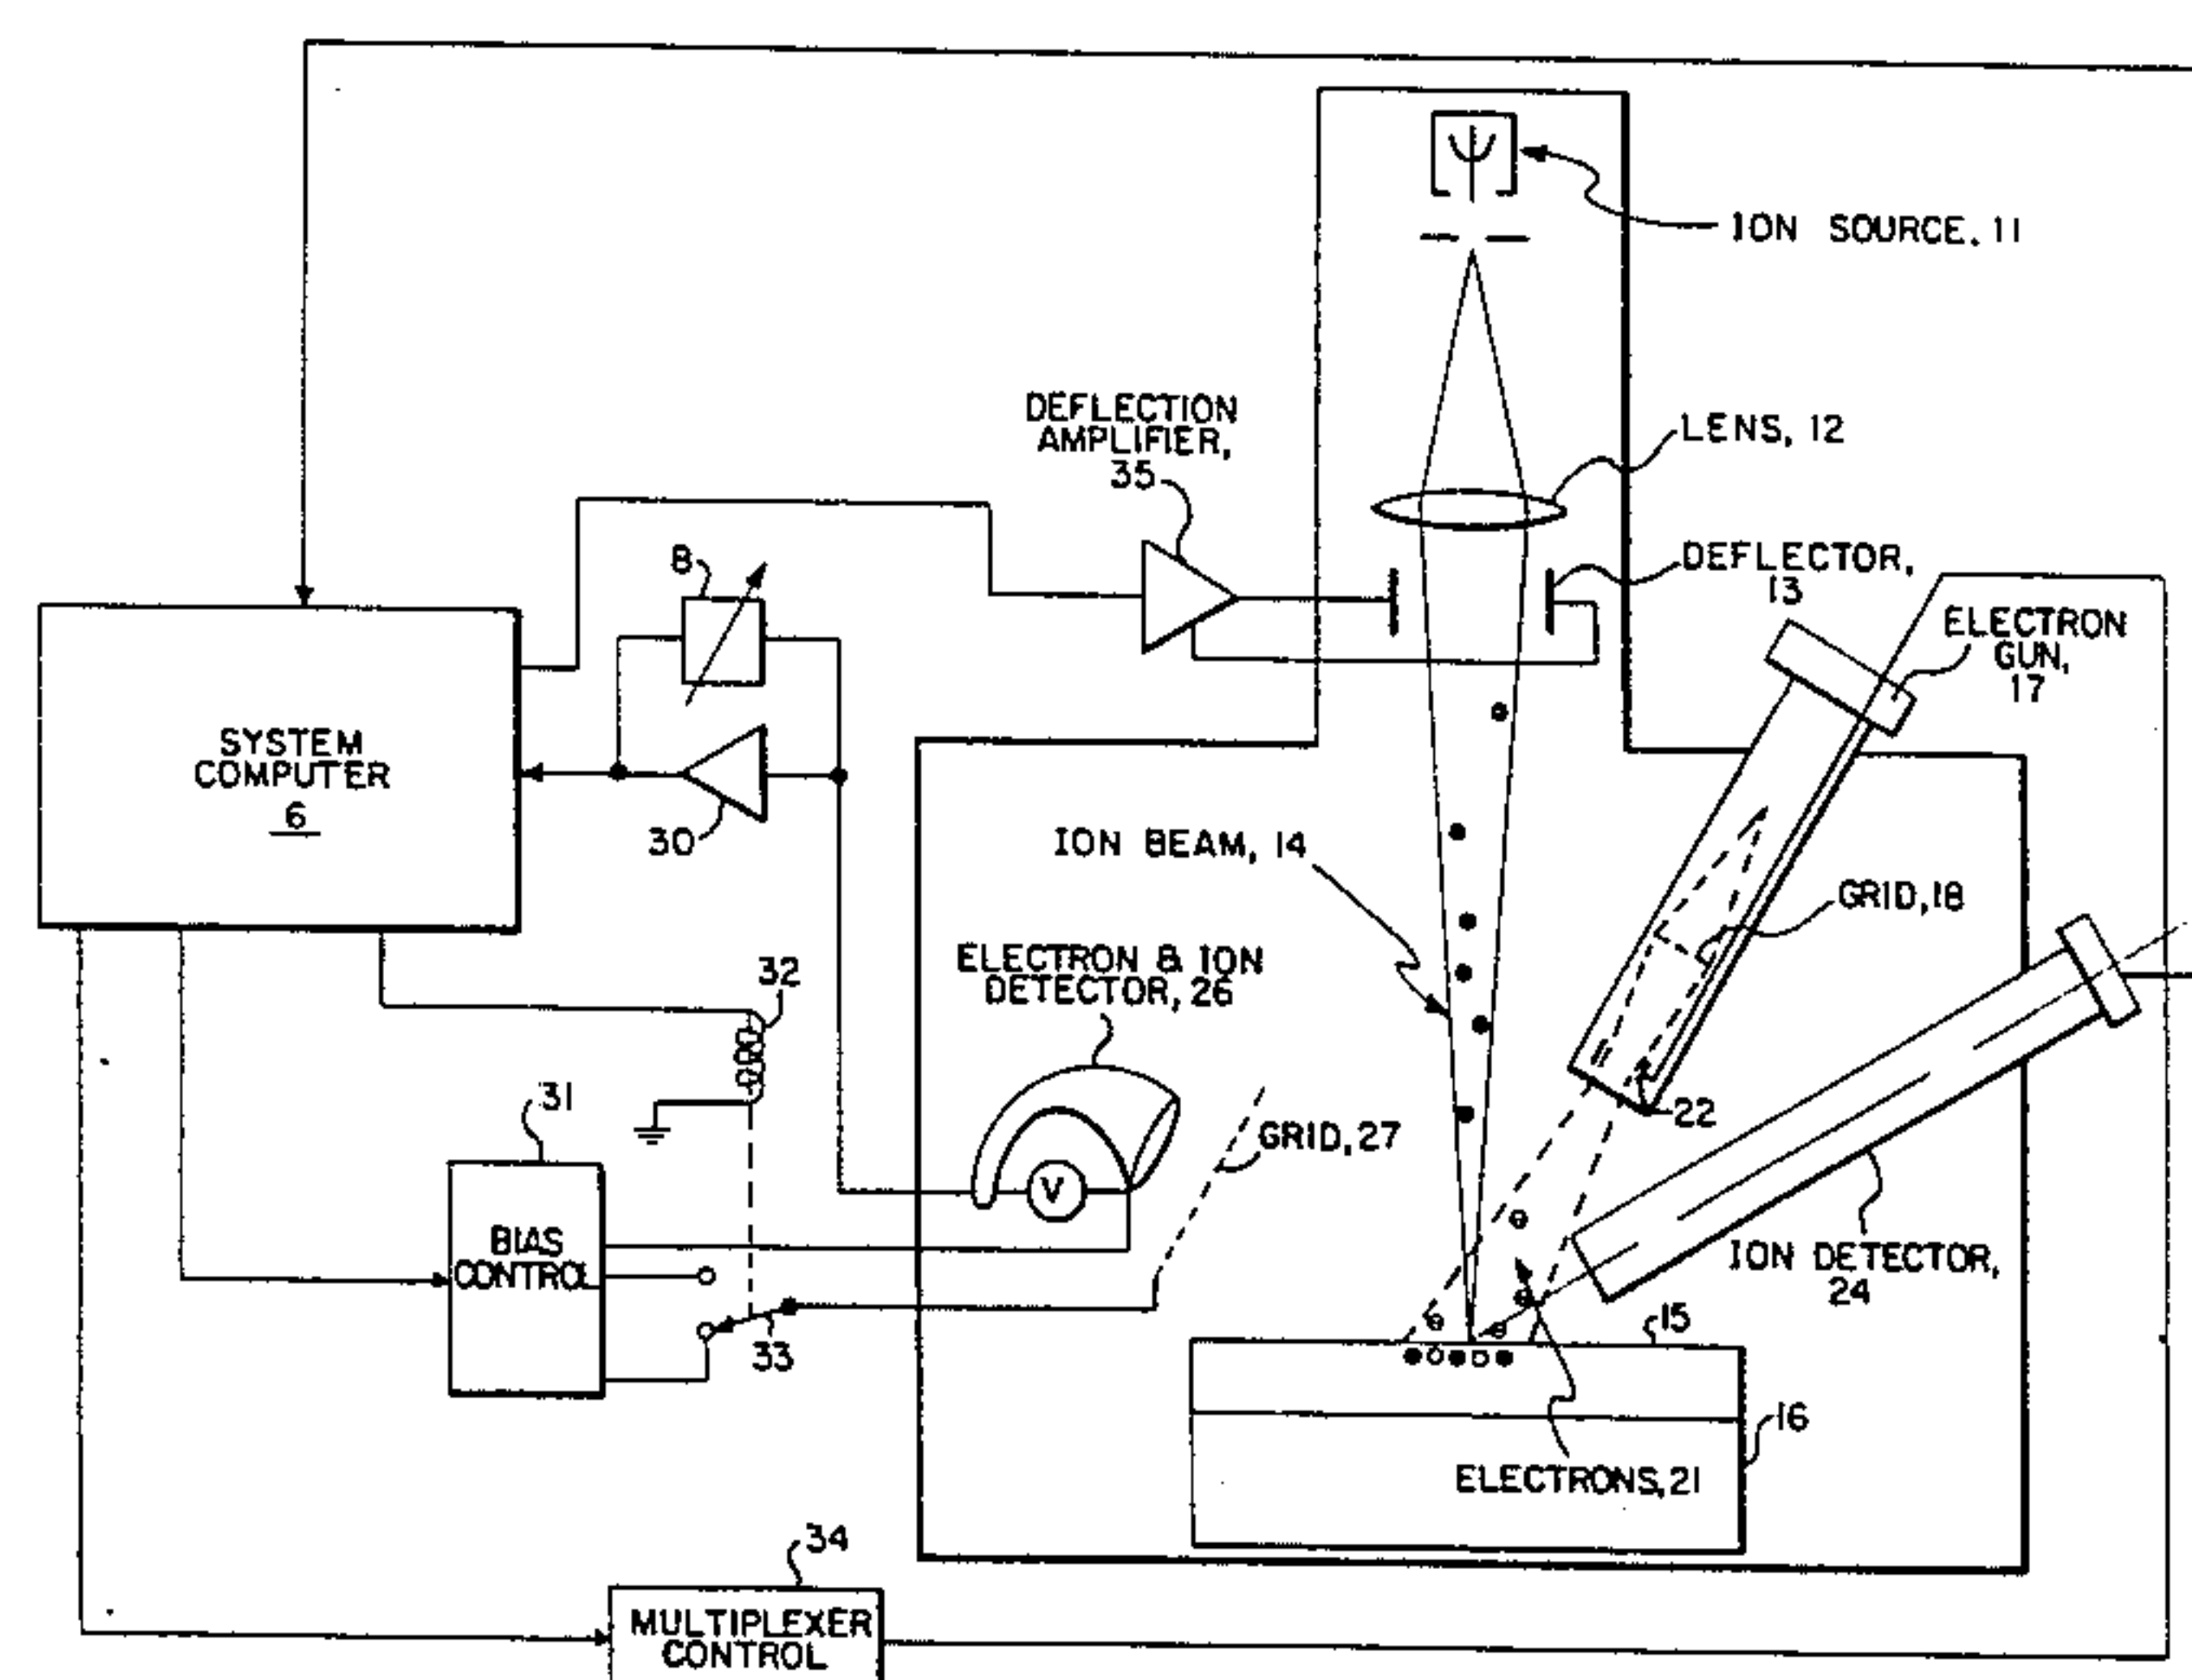 ION SOURCE, 11
DEFLECTION
AMPLIFIER,
35
LENS, 12
8
DEFLECTOR,
13
ELECTRON
GUN,
17
SYSTEM
COMPUTER
6
30
ION BEAM, 14
GRID, 18
ELECTRON & ION
DETECTOR, 26
32
31
22
GRID, 27
V
BIAS
CONTROL
ION DETECTOR,
24
33
15
16
ELECTRONS, 21
34
MULTIPLEXER
CONTROL